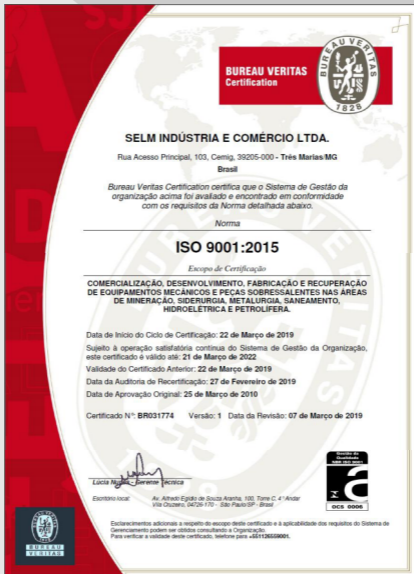 BUREAU VERITAS
Certification
BUREAU VERITAS
1828
SELM INDÚSTRIA E COMÉRCIO LTDA.
Rua Acesso Principal, 103, Cemig, 39205-000 - Três Marias/MG
Brasil
Bureau Veritas Certification certifica que o Sistema de Gestão da
organização acima foi avaliado e encontrado em conformidade
com os requisitos da Norma detalhada abaixo.
Norma
ISO 9001:2015
Escopo de Certificação
COMERCIALIZAÇÃO, DESENVOLVIMENTO, FABRICAÇÃO E RECUPERAÇÃO
DE EQUIPAMENTOS MECÂNICOS E PEÇAS SOBRESSALENTES NAS ÁREAS
DE MINERAÇÃO, SIDERURGIA, METALURGIA, SANEAMENTO,
HIDROELÉTRICA E PETROLÍFERA.
Data de Início do Ciclo de Certificação: 22 de Março de 2019
Sujeito à operação satisfatória contínua do Sistema de Gestão da Organização,
este certificado é válido até: 21 de Março de 2022
Validade do Certificado Anterior: 22 de Março de 2019
Data da Auditoria de Recertificação: 27 de Fevereiro de 2019
Data de Aprovação Original: 25 de Março de 2010
Certificado Nº: BR031774 Versão: 1 Data da Revisão: 07 de Março de 2019
Lúcia Nunes - Gerente Técnica
Escritório local: Av. Alfredo Egídio de Souza Aranha, 100, Torre C, 4° Andar
Vila Cruzeiro, 04726-170 - São Paulo/SP - Brasil
OCS 0006
Esclarecimentos adicionais a respeito do escopo deste certificado e à aplicabilidade dos requisitos do Sistema de
Gerenciamento podem ser obtidos consultando a Organização.
Para verificar a validade deste certificado, telefone para +551126559001.
BUREAU
VERITAS